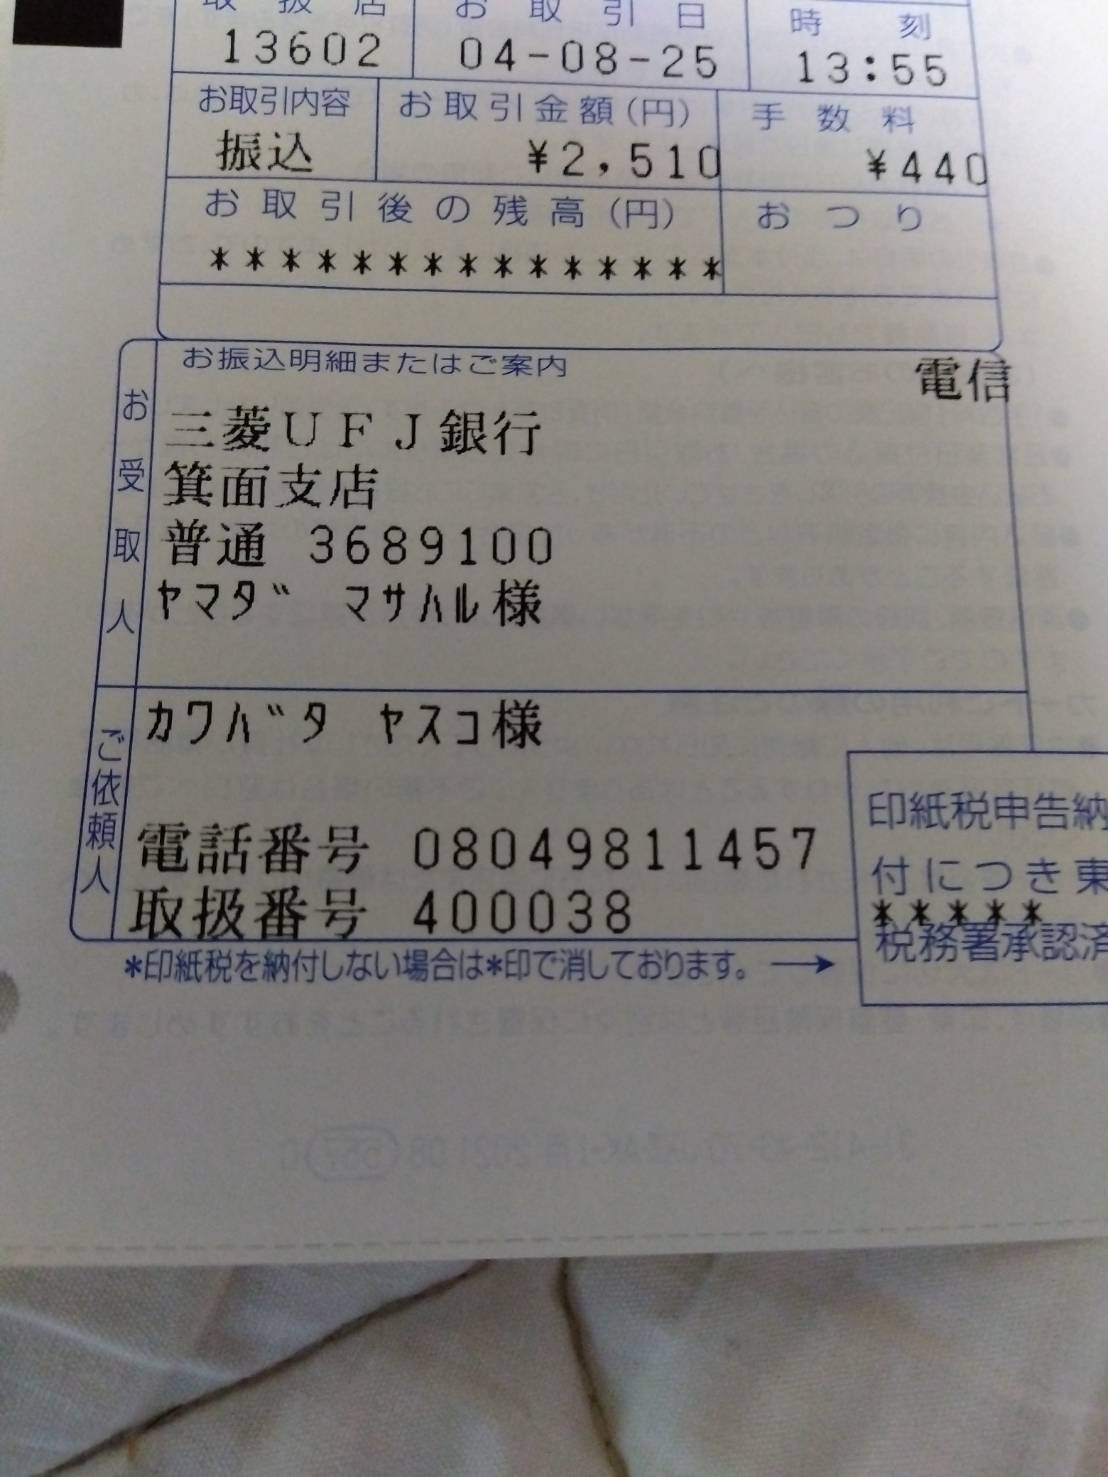 取扱店 お取引日 時刻
13602 04-08-25 13:55
お取引内容 お取引金額(円) 手数料
振込 ¥2,510 ¥440
お取引後の残高(円) おつり
***************
お振込明細またはご案内
電信
お受取人
三菱UFJ銀行
箕面支店
普通 3689100
ヤマダ゛ マサハル様
ご依頼人
カワバ゛タ ヤスコ様
電話番号 08049811457
取扱番号 400038
印紙税申告納
付につき東
*****
税務署承認済
*印紙税を納付しない場合は*印で消しております。 →